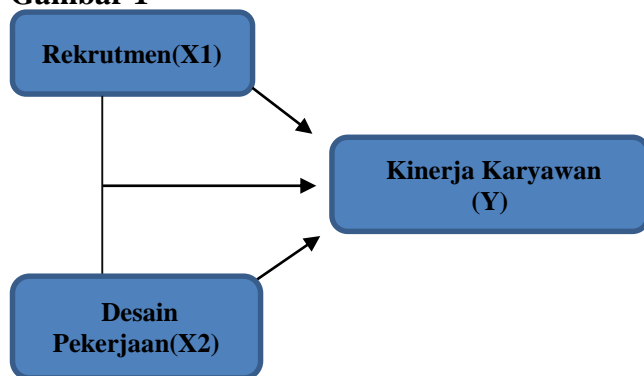 Gambar 1
Rekrutmen(X1)
Kinerja Karyawan
(Y)
Desain
Pekerjaan(X2)